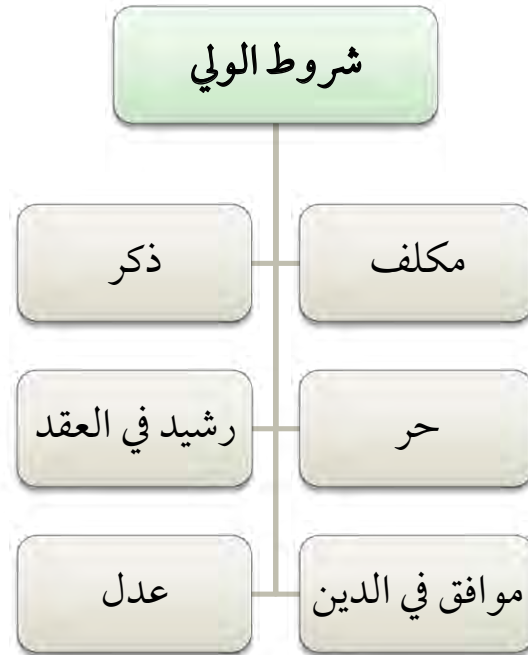 شروط الولي
مكلف
ذكر
حر
رشيد في العقد
موافق في الدين
عدل